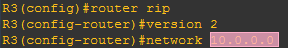 R3(config)#router rip
R3(config-router)#version 2
R3(config-router)#network 10.0.0.0